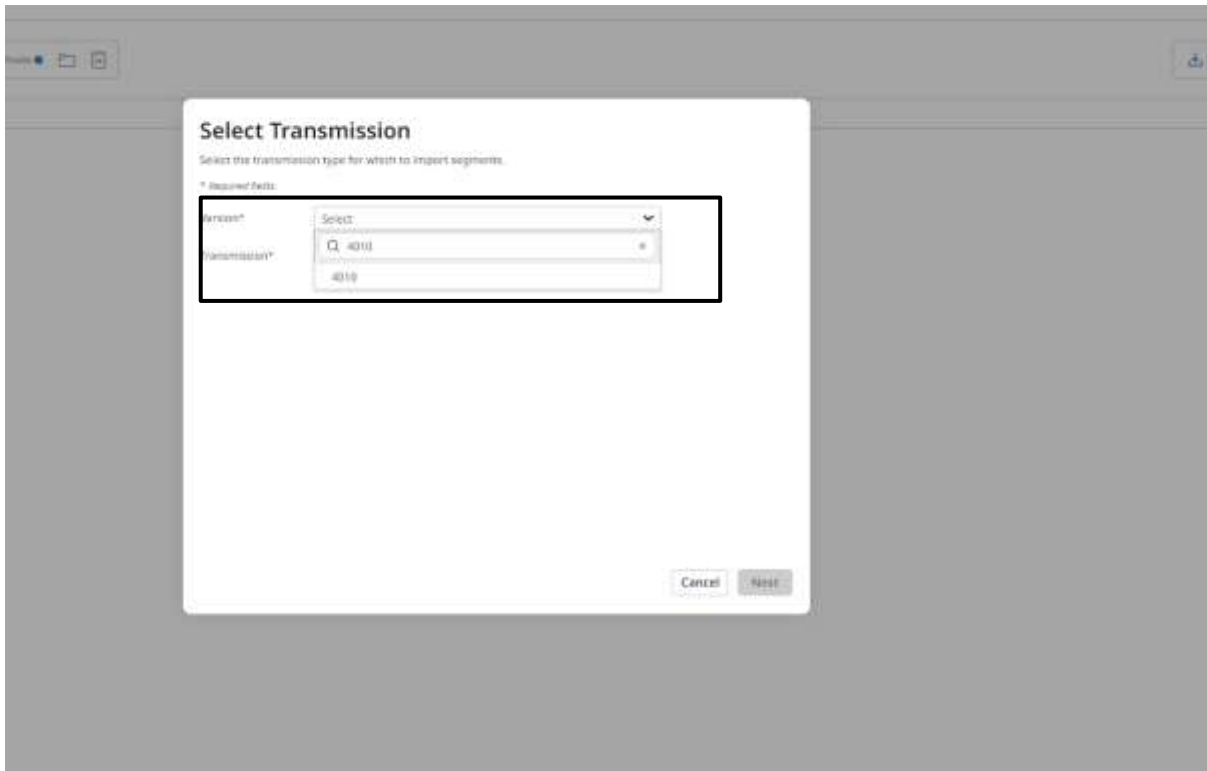 Select Transmission
Select the transmission type for which to import segments.
* Required fields
Version*
Select
4010
Transmission*
4010
Cancel
Next